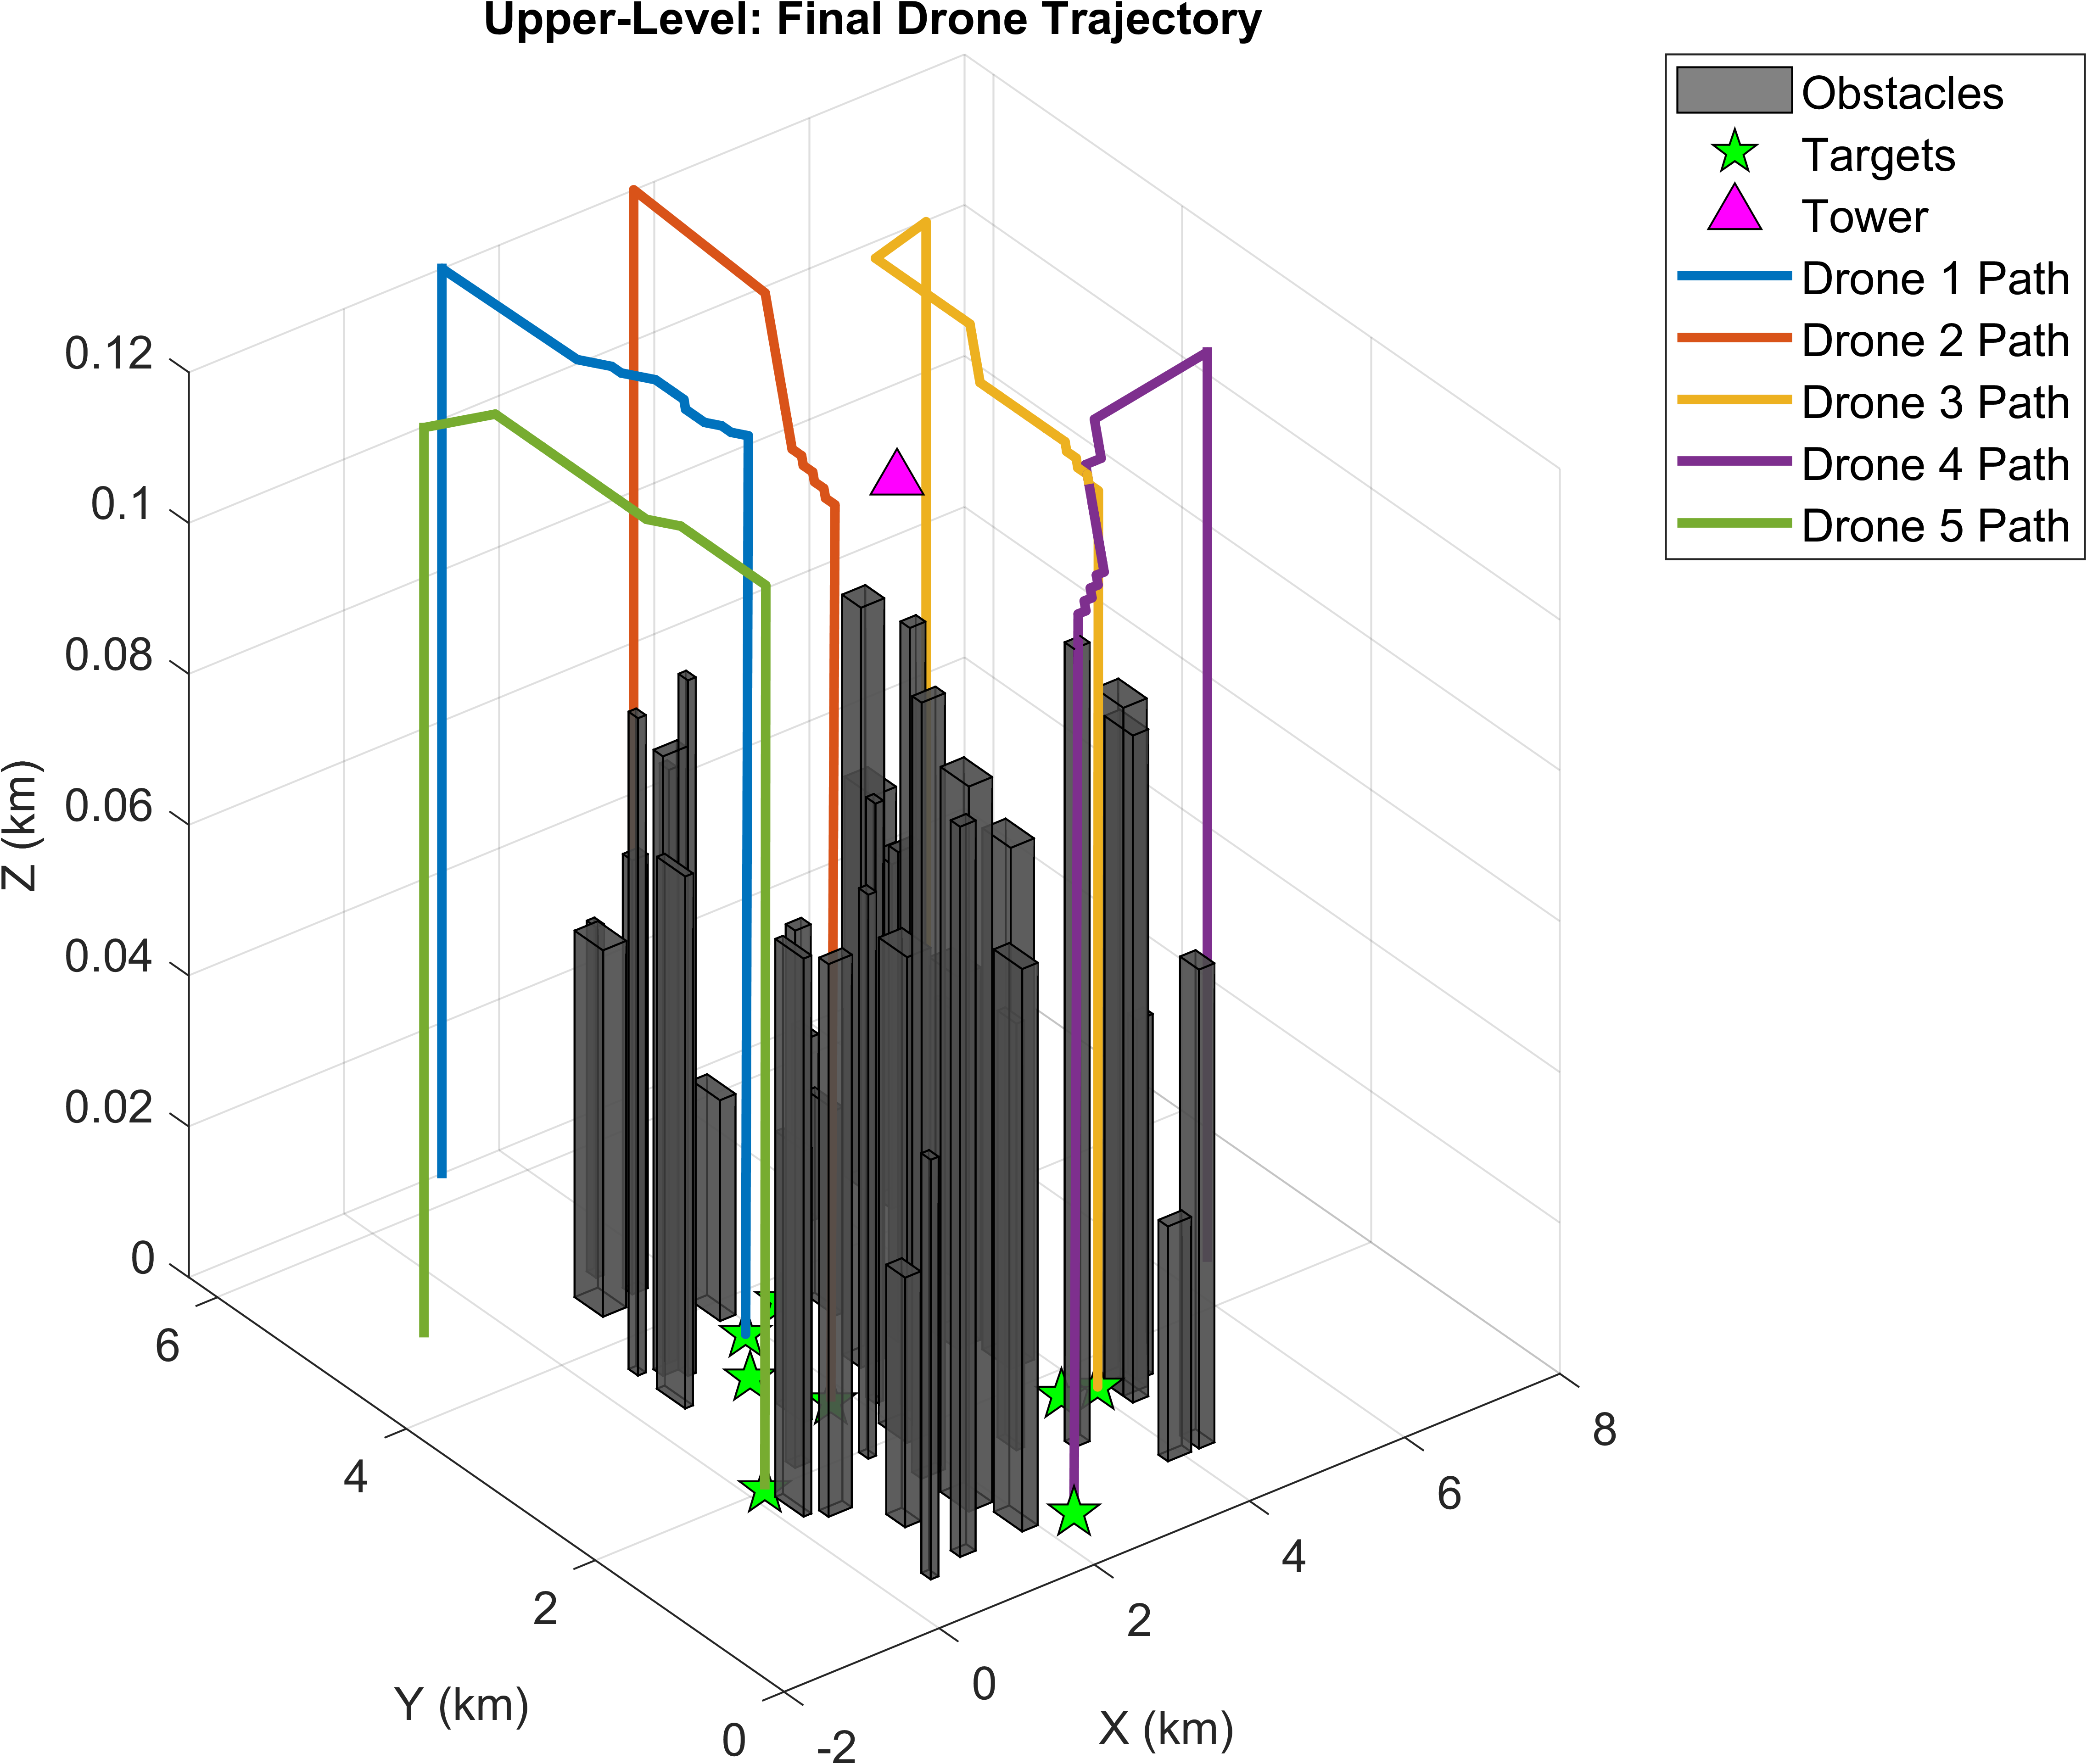 Upper-Level: Final Drone Trajectory
Obstacles
Targets
Tower
Drone 1 Path
Drone 2 Path
Drone 3 Path
Drone 4 Path
Drone 5 Path
0.12
0.1
0.08
0.06
0.04
0.02
0
Z (km)
6
4
2
0
Y (km)
-2
0
2
4
6
8
X (km)